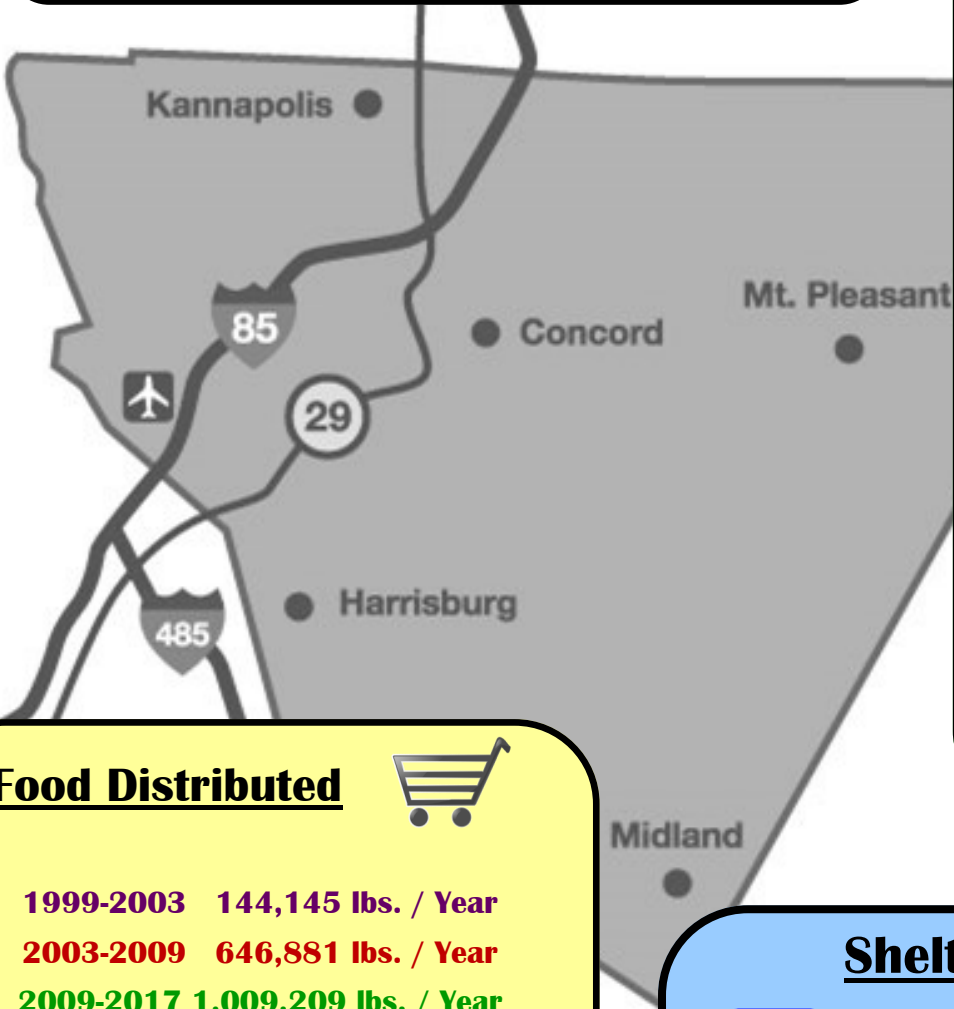 Kannapolis
Mt. Pleasant
85
Concord
29
Harrisburg
485
Food Distributed
Midland
1999-2003 144,145 lbs. / Year
2003-2009 646,881 lbs. / Year
2009-2017 1,009,209 lbs. / Year